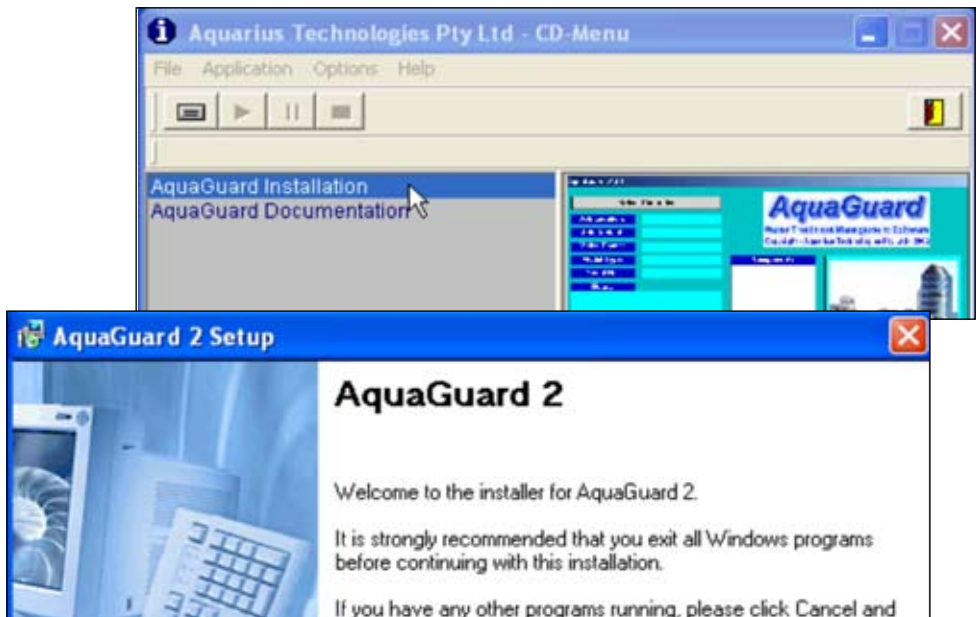 Aquarius Technologies Pty Ltd - CD-Menu
File Application Options Help
AquaGuard Installation
AquaGuard Documentation
AquaGuard
AquaGuard 2 Setup
AquaGuard 2
Welcome to the installer for AquaGuard 2.
It is strongly recommended that you exit all Windows programs
before continuing with this installation.
If you have any other programs running, please click Cancel and